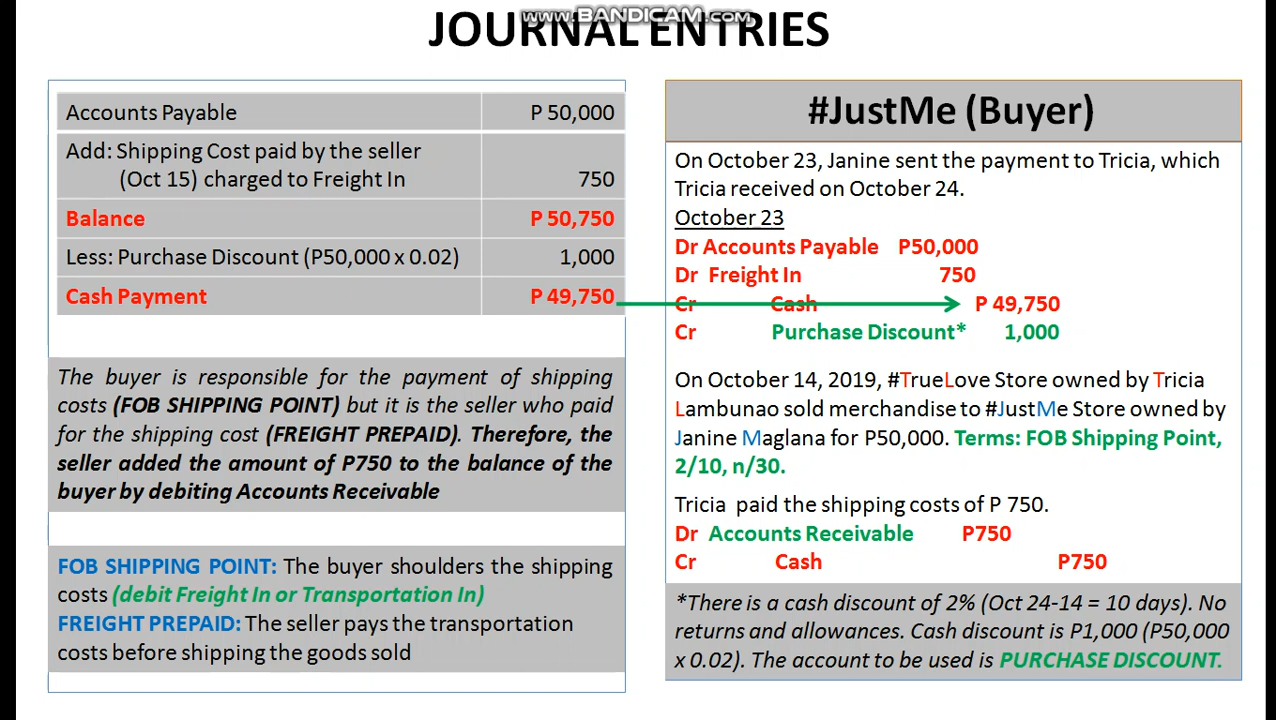 www.BANDICAM.com
JOURNAL ENTRIES
Accounts Payable P 50,000
Add: Shipping Cost paid by the seller
(Oct 15) charged to Freight In 750
Balance P 50,750
Less: Purchase Discount (P50,000 x 0.02) 1,000
Cash Payment P 49,750
The buyer is responsible for the payment of shipping
costs (FOB SHIPPING POINT) but it is the seller who paid
for the shipping cost (FREIGHT PREPAID). Therefore, the
seller added the amount of P750 to the balance of the
buyer by debiting Accounts Receivable
FOB SHIPPING POINT: The buyer shoulders the shipping
costs (debit Freight In or Transportation In)
FREIGHT PREPAID: The seller pays the transportation
costs before shipping the goods sold
#JustMe (Buyer)
On October 23, Janine sent the payment to Tricia, which
Tricia received on October 24.
October 23
Dr Accounts Payable P50,000
Dr Freight In 750
Cr Cash P 49,750
Cr Purchase Discount* 1,000
On October 14, 2019, #TrueLove Store owned by Tricia
Lambunao sold merchandise to #JustMe Store owned by
Janine Maglana for P50,000. Terms: FOB Shipping Point,
2/10, n/30.
Tricia paid the shipping costs of P 750.
Dr Accounts Receivable P750
Cr Cash P750
*There is a cash discount of 2% (Oct 24-14 = 10 days). No
returns and allowances. Cash discount is P1,000 (P50,000
x 0.02). The account to be used is PURCHASE DISCOUNT.